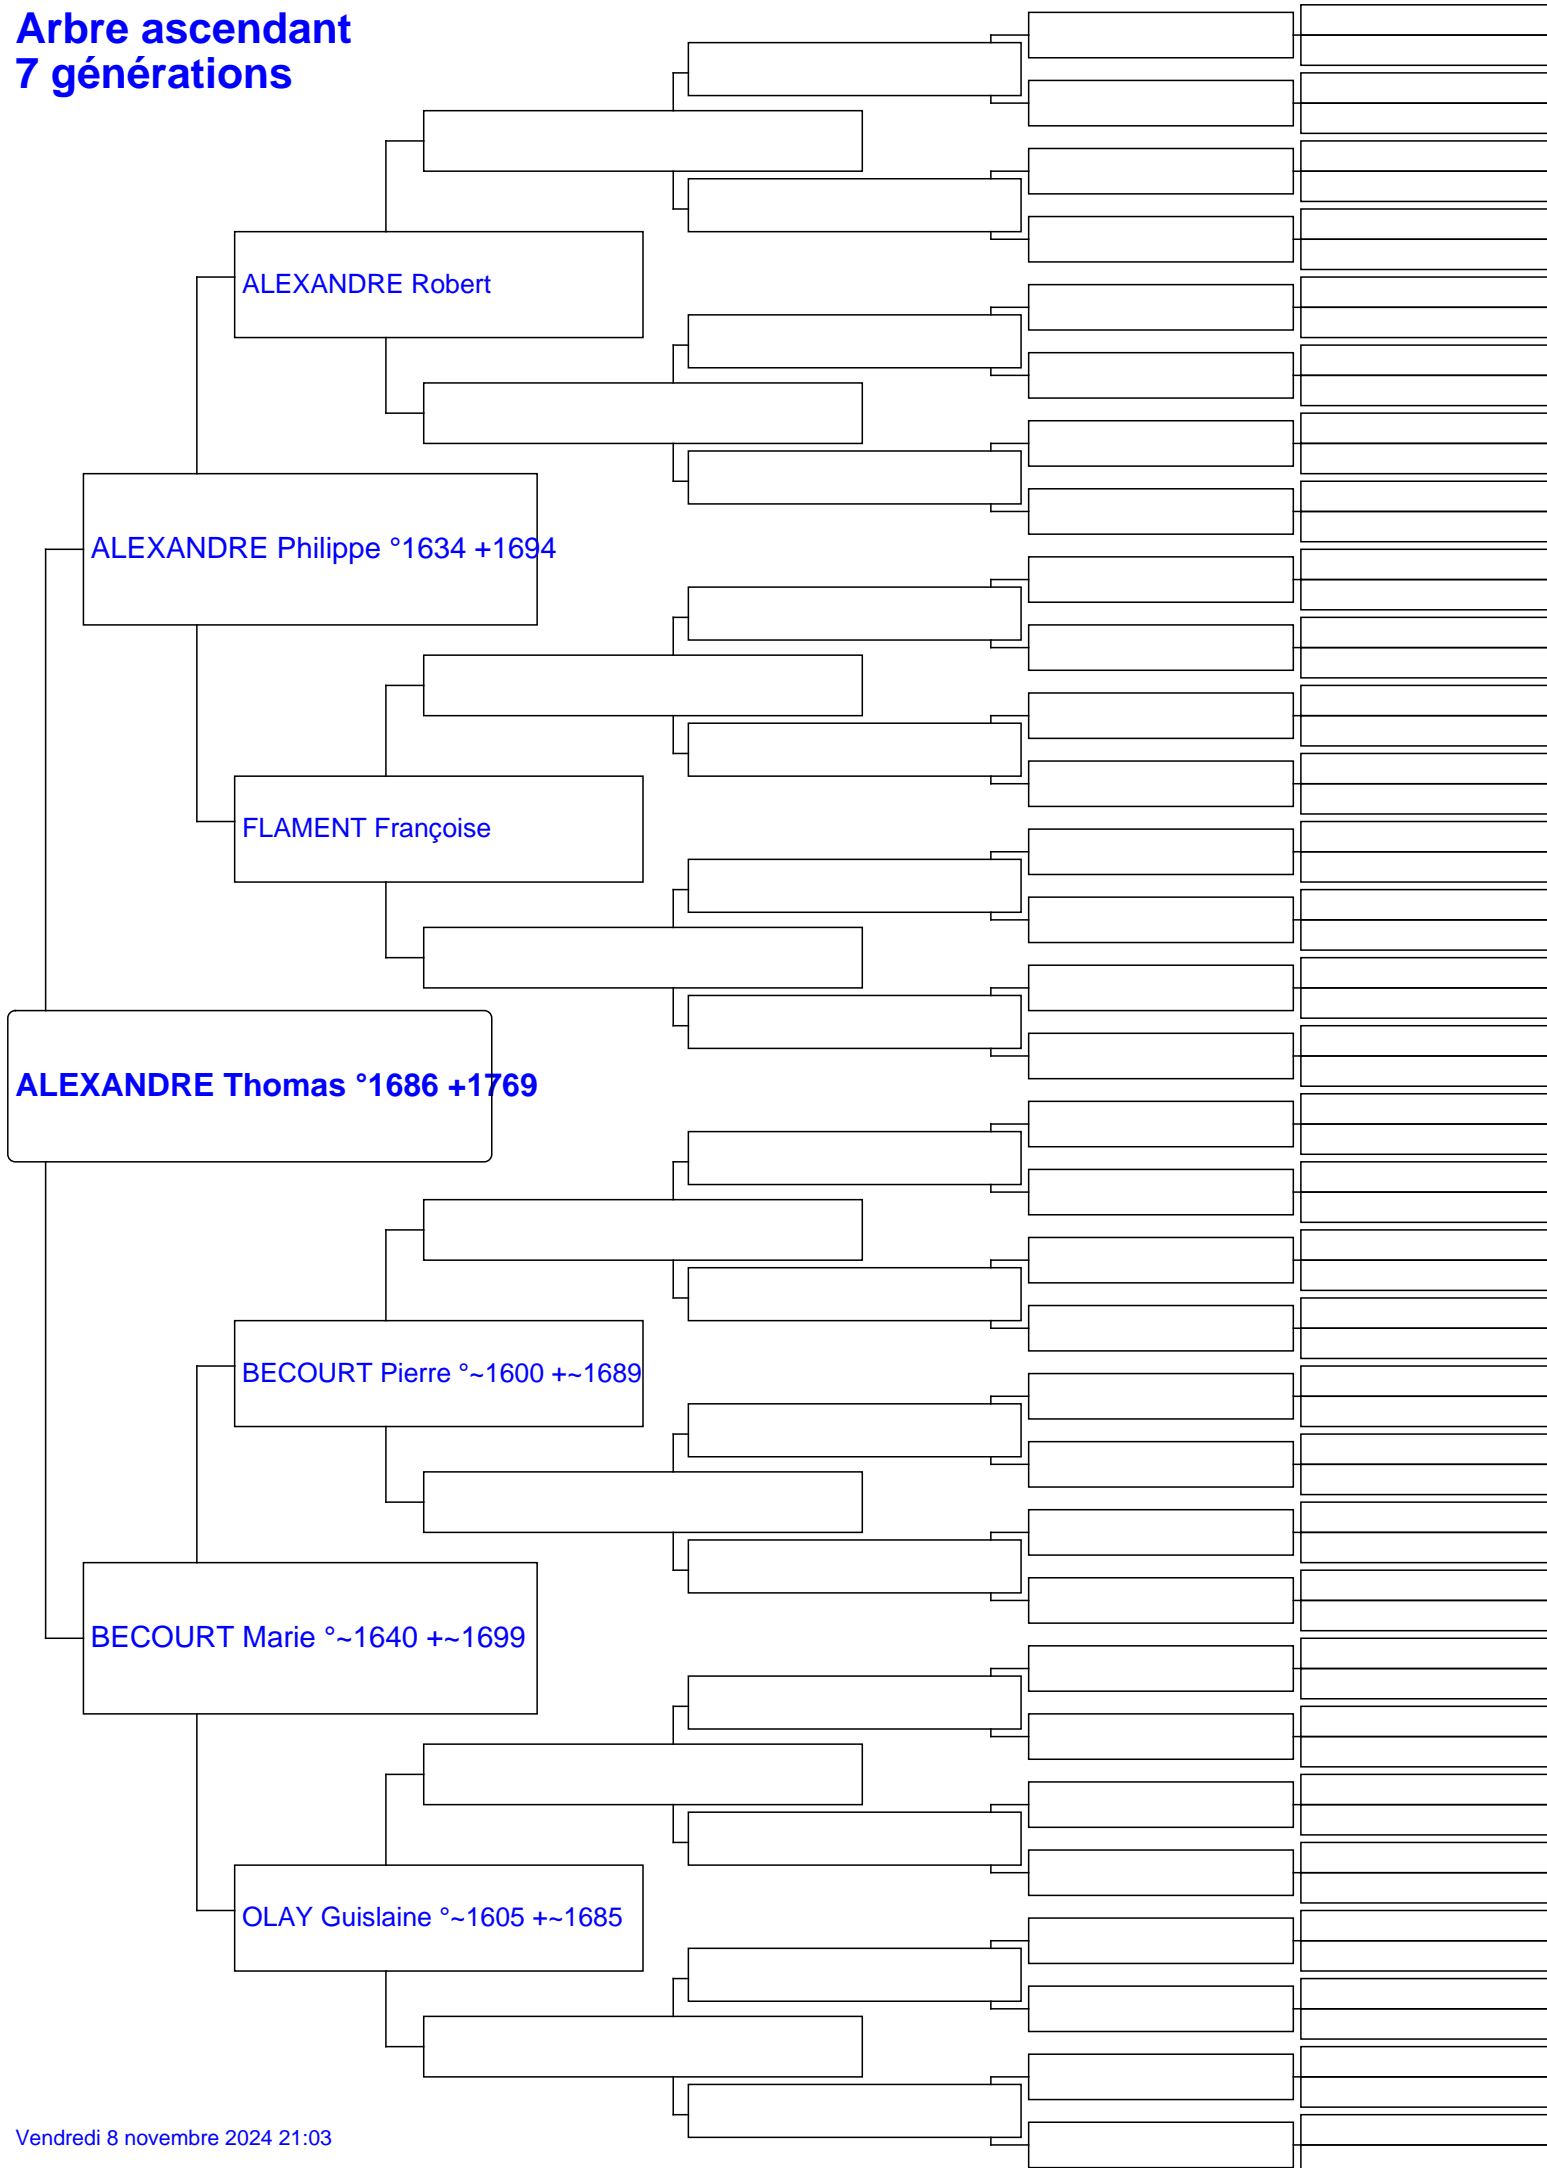 Arbre ascendant
7 générations
ALEXANDRE Robert
ALEXANDRE Philippe °1634 +1694
FLAMENT Françoise
ALEXANDRE Thomas °1686 +1769
BECOURT Pierre °~1600 +~1689
BECOURT Marie °~1640 +~1699
OLAY Guislaine °~1605 +~1685
Vendredi 8 novembre 2024 21:03